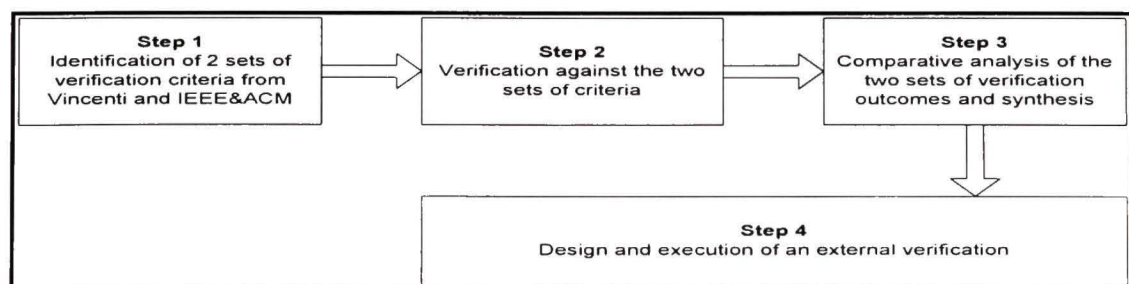 Step 1
Identification of 2 sets of
verification criteria from
Vincenti and IEEE&ACM
Step 2
Verification against the two
sets of criteria
Step 3
Comparative analysis of the
two sets of verification
outcomes and synthesis
Step 4
Design and execution of an external verification